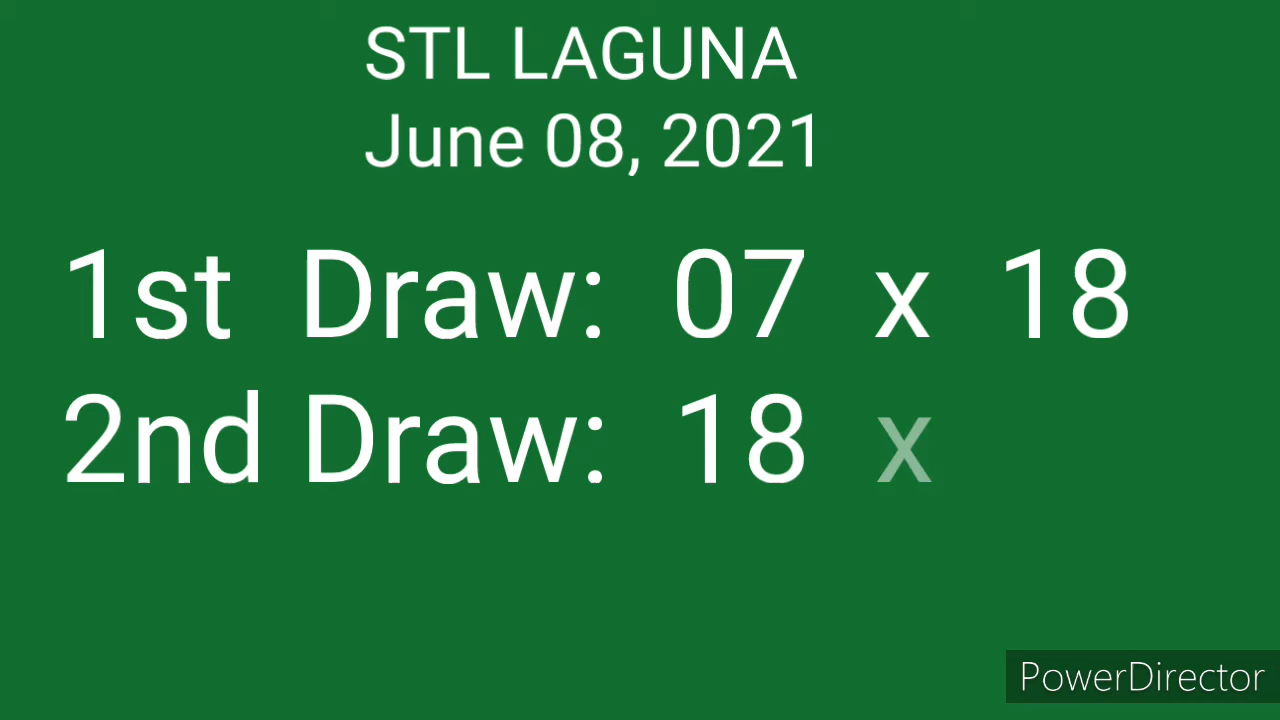 STL LAGUNA
June 08, 2021
1st Draw: 07 x 18
2nd Draw: 18 x
PowerDirector